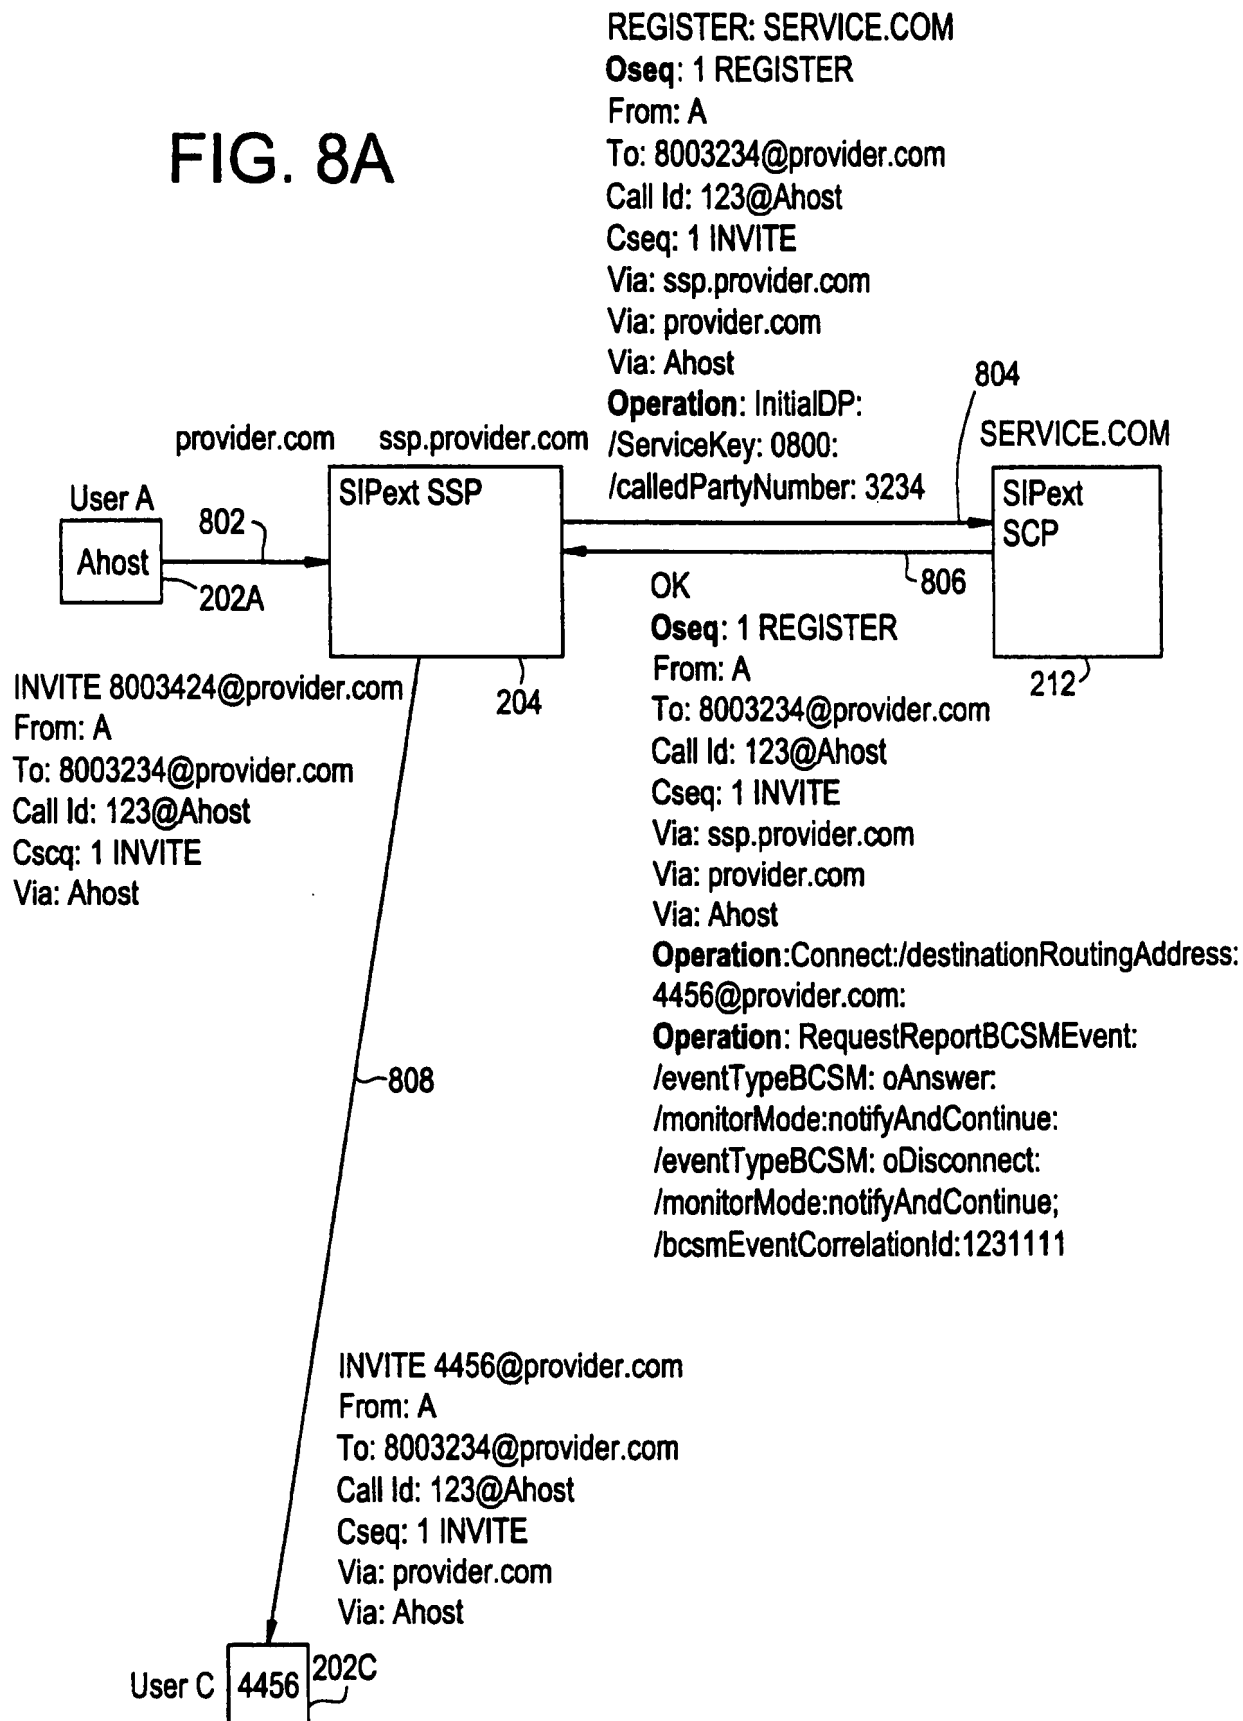 FIG. 8A
REGISTER: SERVICE.COM
Oseq: 1 REGISTER
From: A
To: 8003234@provider.com
Call Id: 123@Ahost
Cseq: 1 INVITE
Via: ssp.provider.com
Via: provider.com
Via: Ahost
Operation: InitialDP:
/ServiceKey: 0800:
/calledPartyNumber: 3234
804
provider.com
ssp.provider.com
SERVICE.COM
User A
Ahost
802
202A
SIPext SSP
204
SIPext
SCP
212
806
INVITE 8003424@provider.com
From: A
To: 8003234@provider.com
Call Id: 123@Ahost
Cscq: 1 INVITE
Via: Ahost
OK
Oseq: 1 REGISTER
From: A
To: 8003234@provider.com
Call Id: 123@Ahost
Cseq: 1 INVITE
Via: ssp.provider.com
Via: provider.com
Via: Ahost
Operation:Connect:/destinationRoutingAddress:
4456@provider.com:
Operation: RequestReportBCSMEvent:
/eventTypeBCSM: oAnswer:
/monitorMode:notifyAndContinue:
/eventTypeBCSM: oDisconnect:
/monitorMode:notifyAndContinue;
/bcsmEventCorrelationId:1231111
808
INVITE 4456@provider.com
From: A
To: 8003234@provider.com
Call Id: 123@Ahost
Cseq: 1 INVITE
Via: provider.com
Via: Ahost
User C
4456
202C